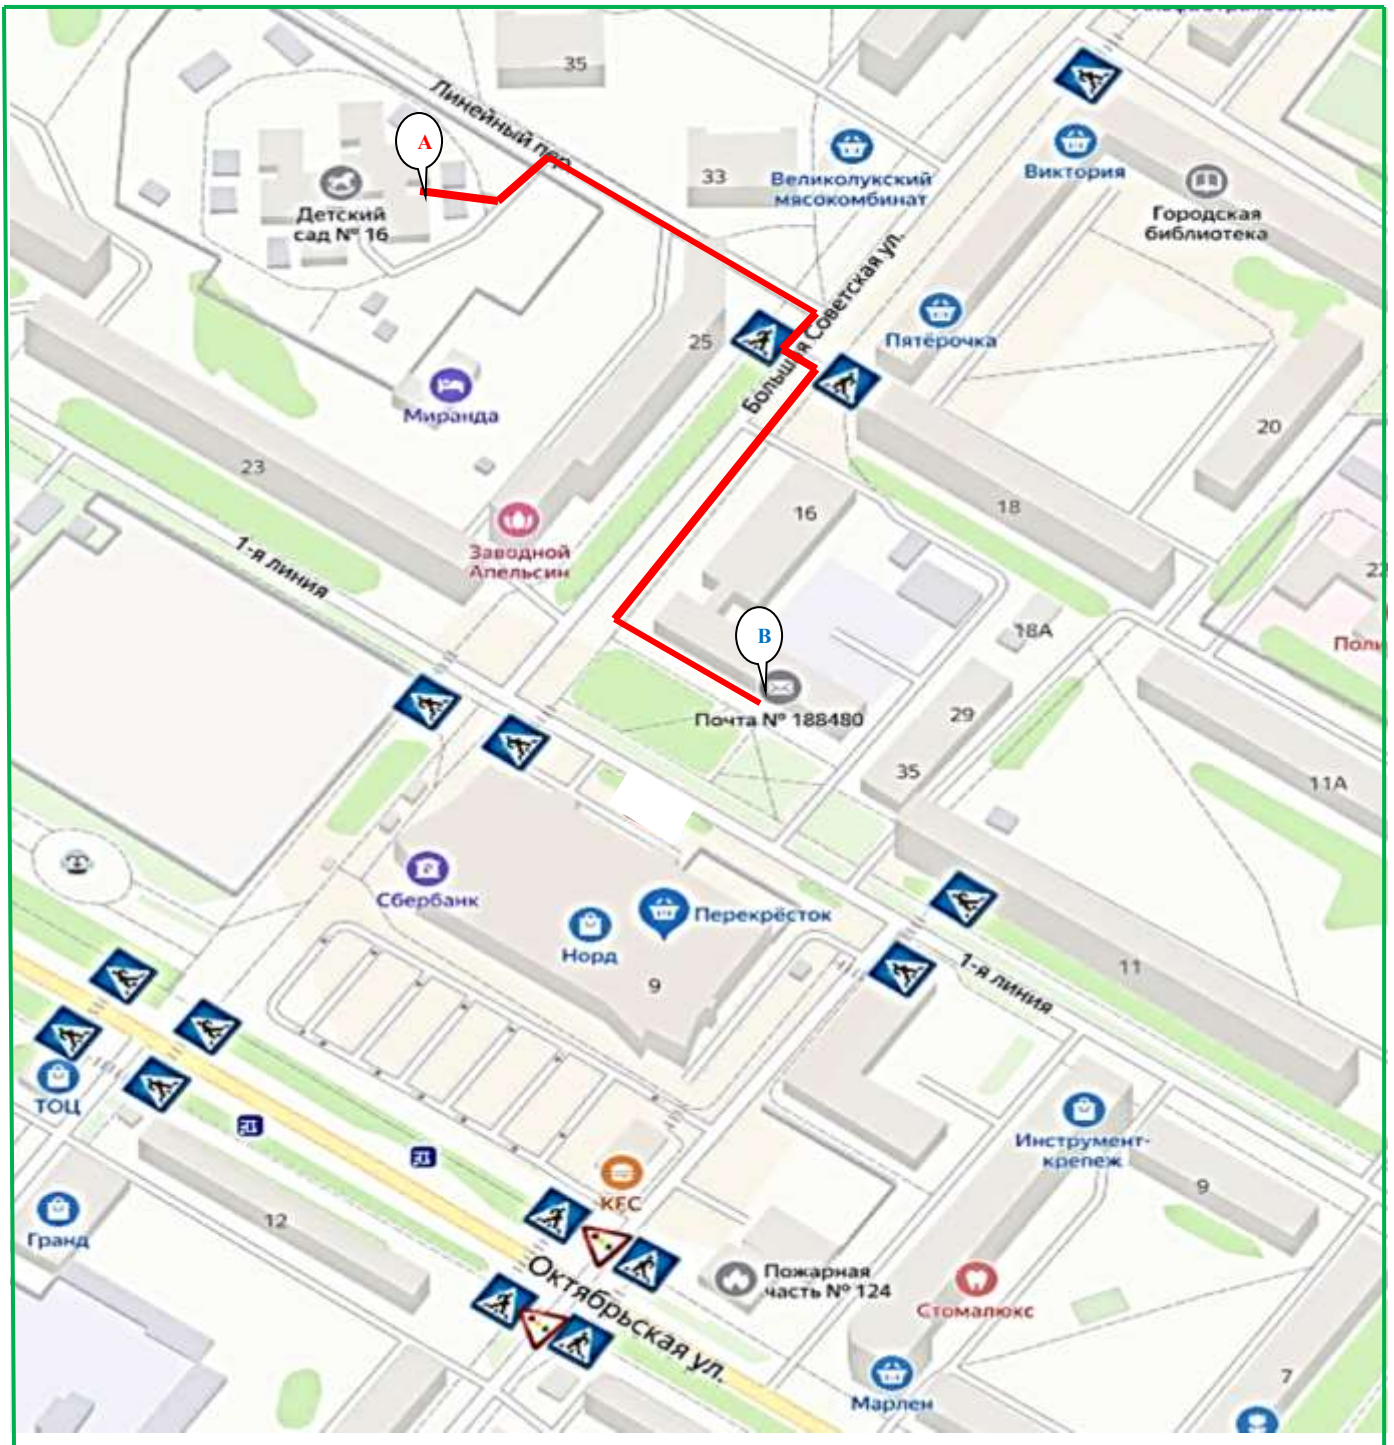 35
Линейный пер.
A
33
Великолукский
мясокомбинат
Виктория
Городская
библиотека
Детский
сад № 16
Большая Советская ул.
25
Пятёрочка
Миранда
20
23
18
16
Заводной
Апельсин
1-я линия
22
18А
B
Поли
Почта № 188480
29
35
11А
Сбербанк
Перекрёсток
Норд
9
11
1-я линия
ТОЦ
Инструмент-
крепеж
9
KFC
12
Гранд
Октябрьская ул.
Пожарная
часть № 124
Стомалюкс
7
Марлен